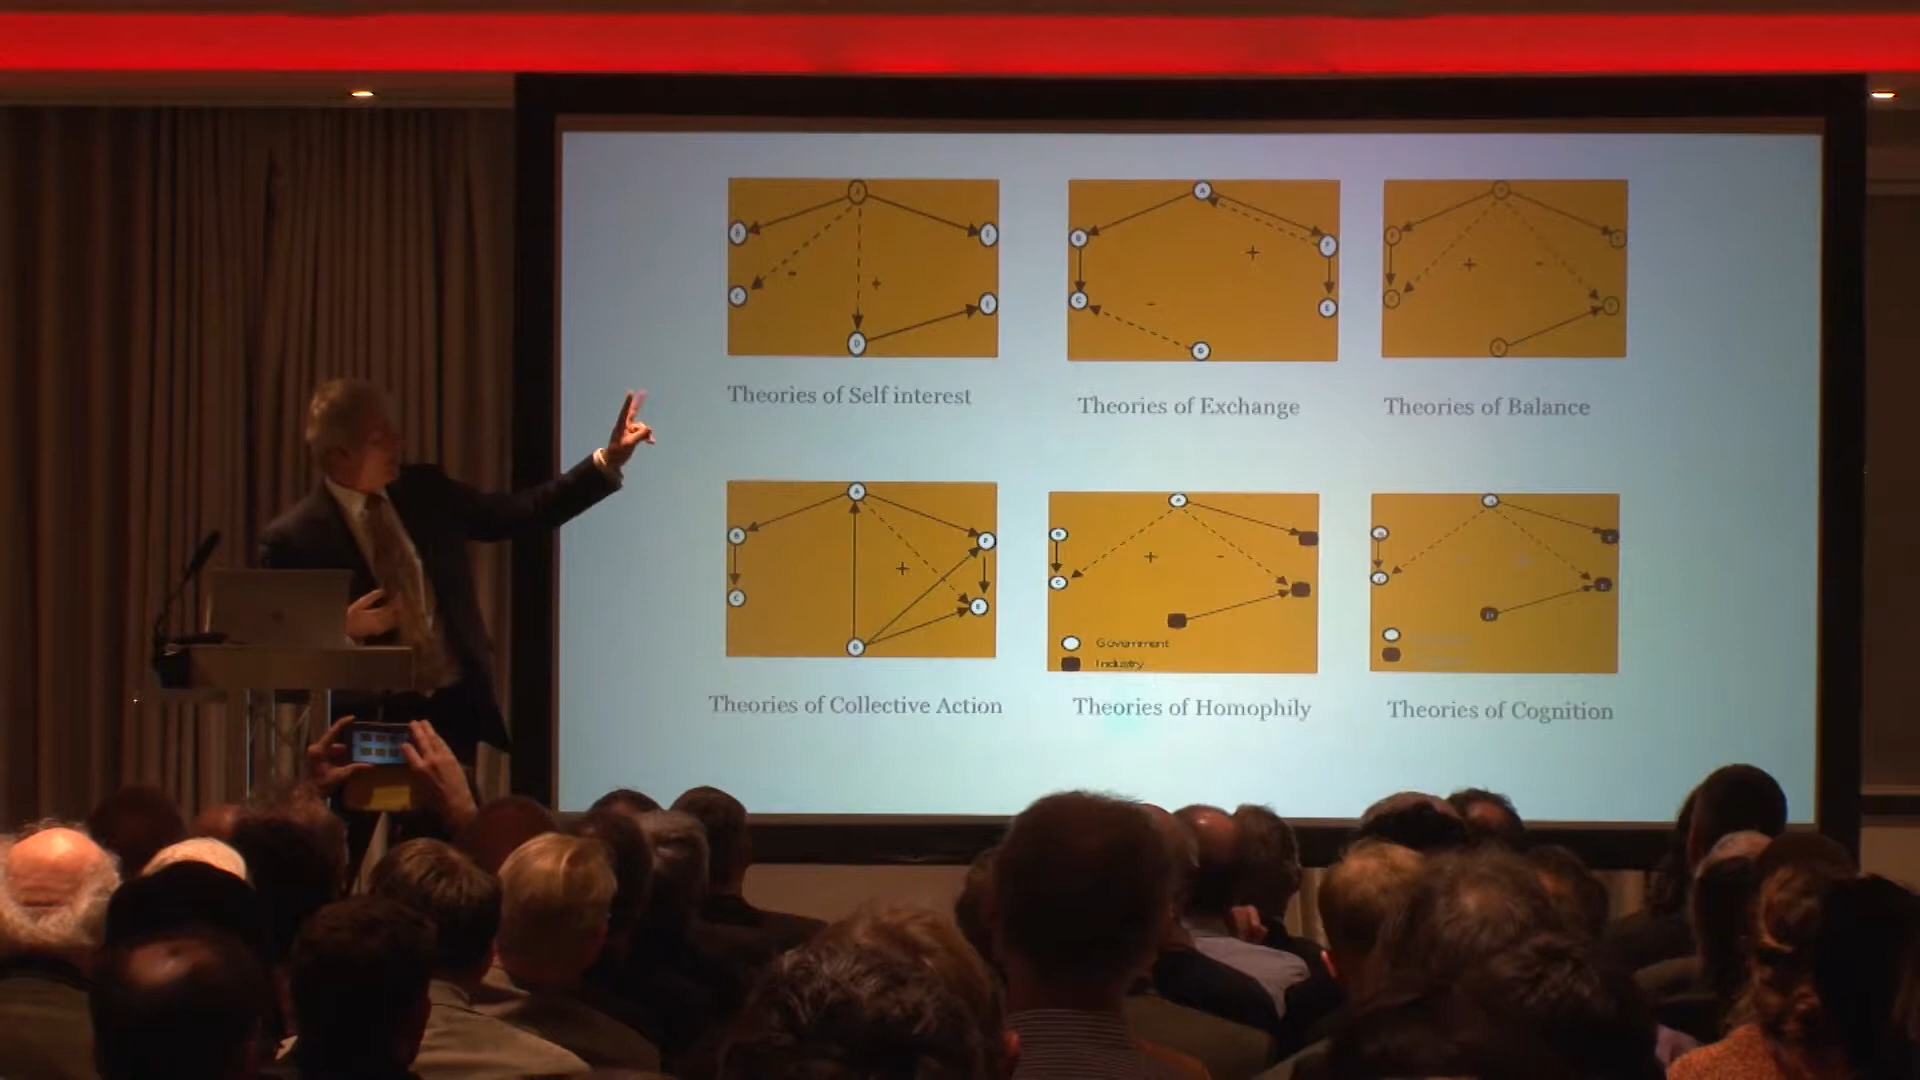 A
B
F
C
E
D
-
+
Theories of Self interest
A
B
F
C
E
D
+
-
Theories of Exchange
+
-
Theories of Balance
A
B
F
C
E
D
+
Theories of Collective Action
A
B
C
+
-
Government
Industry
Theories of Homophily
Theories of Cognition